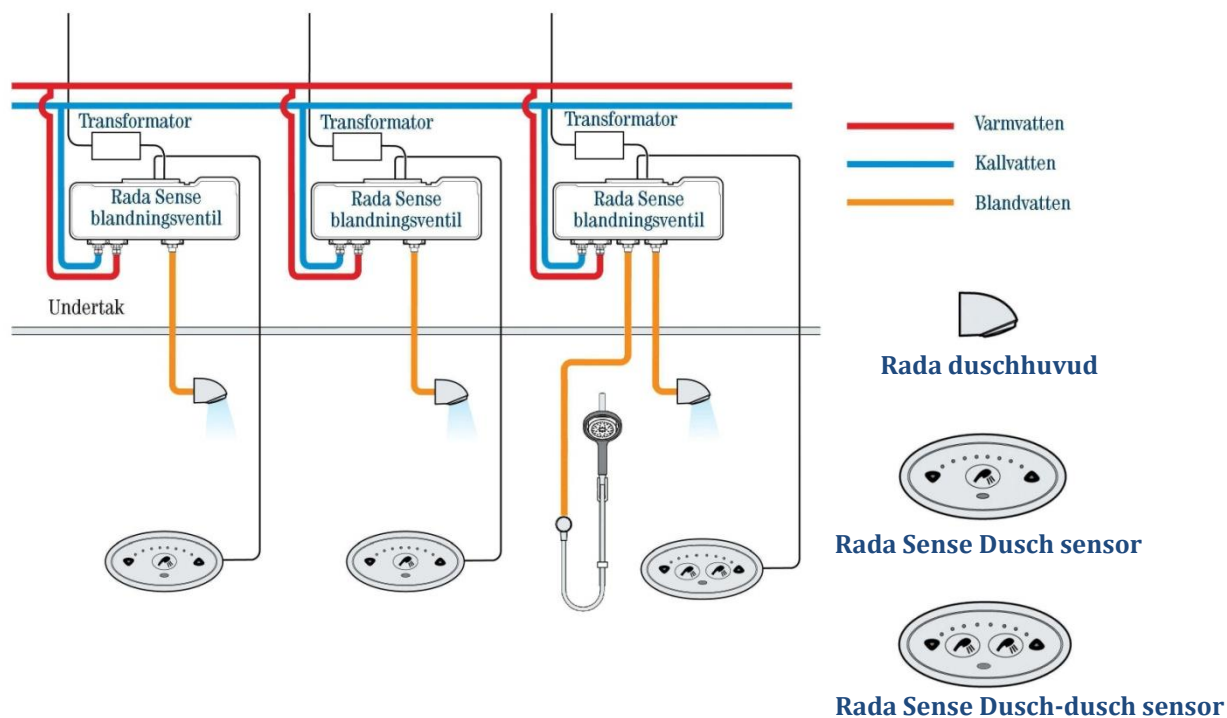 Transformator
Transformator
Transformator
Rada Sense
blandningsventil
Rada Sense
blandningsventil
Rada Sense
blandningsventil
Undertak
Varmvatten
Kallvatten
Blandvatten
Rada duschhuvud
Rada Sense Dusch sensor
Rada Sense Dusch-dusch sensor